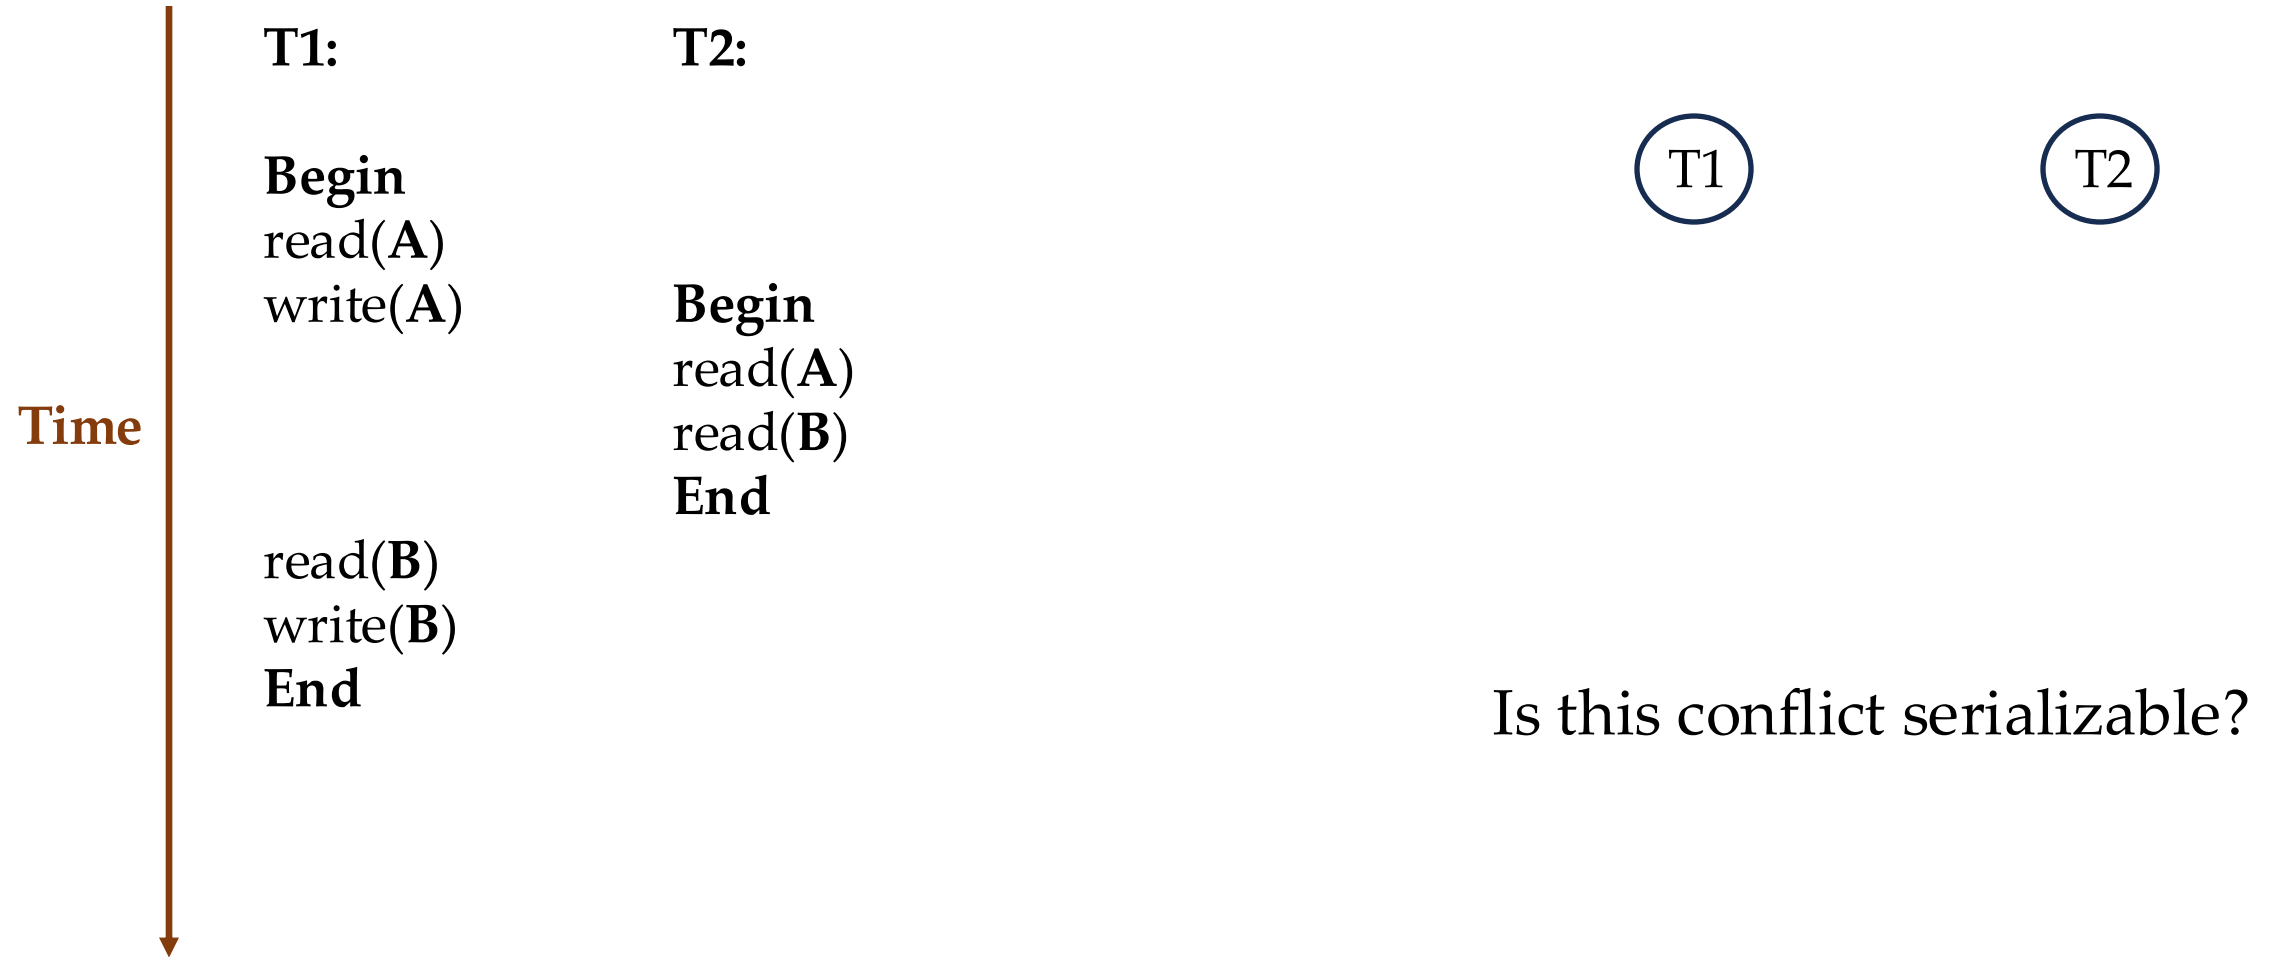 T1:
T2:
Begin
read(A)
write(A)
Begin
read(A)
read(B)
End
read(B)
write(B)
End
Time
T1
T2
Is this conflict serializable?